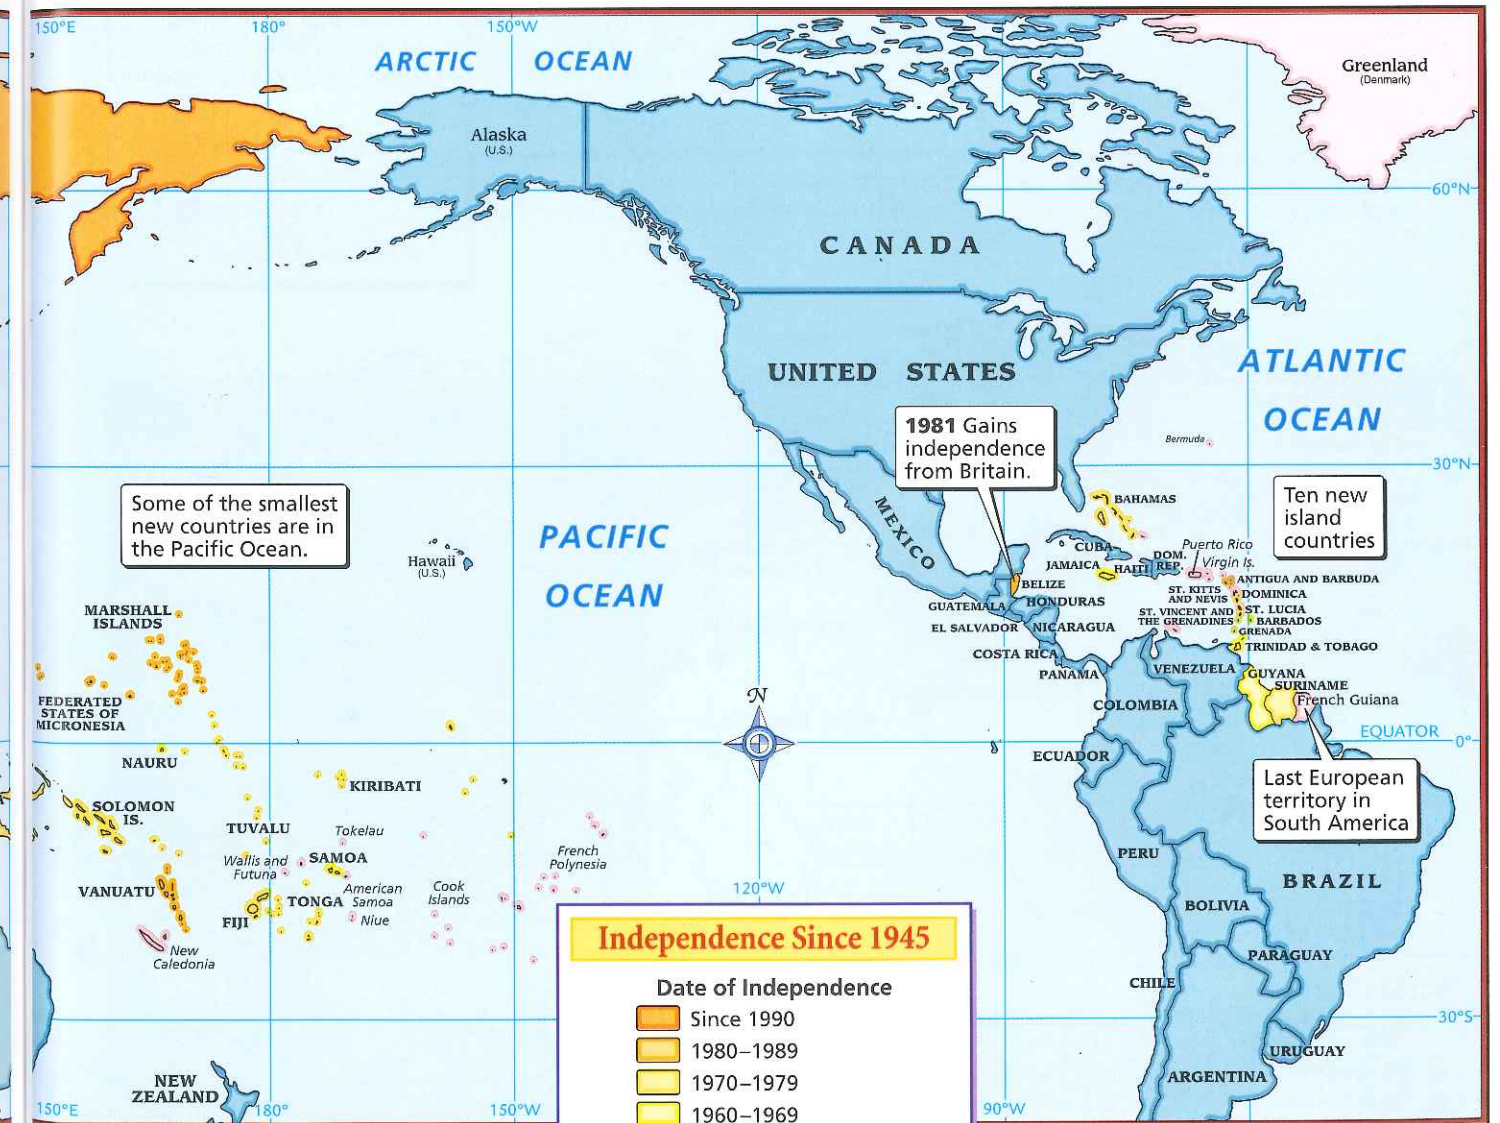 150°E
180°
150°W
ARCTIC OCEAN
Greenland
(Denmark)
Alaska
(U.S.)
60°N
CANADA
ATLANTIC
OCEAN
UNITED STATES
1981 Gains
independence
from Britain.
Bermuda
30°N
Some of the smallest
new countries are in
the Pacific Ocean.
Ten new
island
countries
PACIFIC
OCEAN
Hawaii
(U.S.)
MEXICO
BAHAMAS
CUBA
Puerto Rico
Virgin Is.
DOM.
REP.
JAMAICA
HAITI
BELIZE
ANTIGUA AND BARBUDA
ST. KITTS
AND NEVIS
DOMINICA
GUATEMALA
HONDURAS
ST. VINCENT AND
THE GRENADINES
ST. LUCIA
BARBADOS
GRENADA
EL SALVADOR
NICARAGUA
TRINIDAD & TOBAGO
COSTA RICA
PANAMA
VENEZUELA
GUYANA
SURINAME
French Guiana
COLOMBIA
MARSHALL
ISLANDS
FEDERATED
STATES OF
MICRONESIA
N
EQUATOR
0°
ECUADOR
NAURU
KIRIBATI
Last European
territory in
South America
SOLOMON
IS.
TUVALU
Tokelau
Wallis and
Futuna
SAMOA
French
Polynesia
PERU
BRAZIL
VANUATU
American
Samoa
Cook
Islands
120°W
TONGA
FIJI
Niue
BOLIVIA
New
Caledonia
PARAGUAY
CHILE
30°S
URUGUAY
ARGENTINA
NEW
ZEALAND
Independence Since 1945
Date of Independence
Since 1990
1980–1989
1970–1979
1960–1969
150°E
180°
150°W
90°W